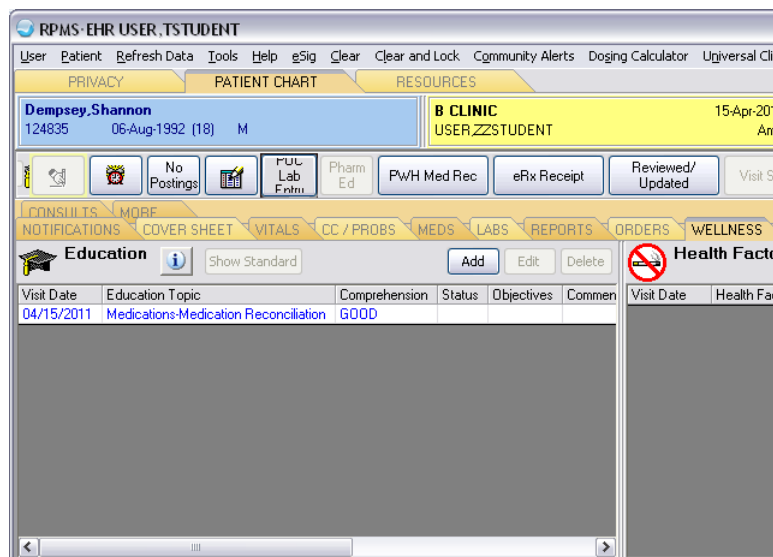 RPMS-EHR USER,TSTUDENT
User Patient Refresh Data Tools Help eSig Clear Clear and Lock Community Alerts Dosing Calculator Universal Cli
PRIVACY PATIENT CHART RESOURCES
Dempsey,Shannon B CLINIC 15-Apr-201
124835 06-Aug-1992 (18) M USER,ZZSTUDENT Am
No Postings POC Lab Entry Pharm Ed PWH Med Rec eRx Receipt Reviewed/ Updated Visit S
CONSULTS MORE
NOTIFICATIONS COVER SHEET VITALS CC / PROBS MEDS LABS REPORTS ORDERS WELLNESS
Education Show Standard Add Edit Delete Health Facto
Visit Date Education Topic Comprehension Status Objectives Commen Visit Date Health Fa
04/15/2011 Medications-Medication Reconciliation GOOD